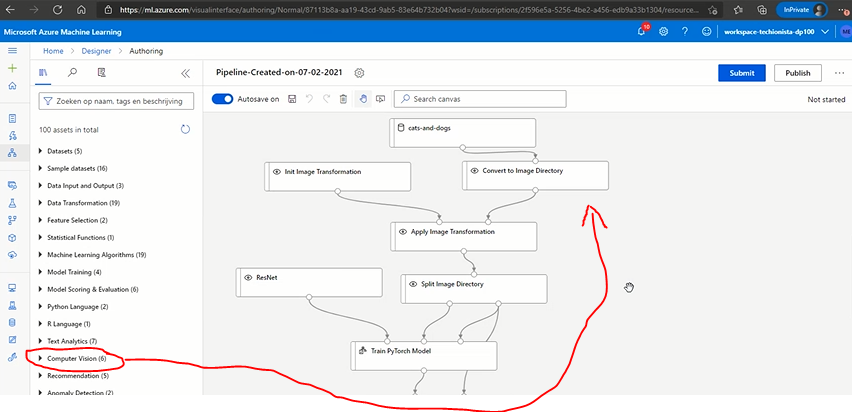 https://ml.azure.com/visualinterface/authoring/Normal/87113b8a-aa19-43cd-9ab5-83e64b732b04?wsid=/subscriptions/2f596e5a-5256-4be2-a456-edb9a33b1304/resource...
InPrivate
Microsoft Azure Machine Learning
10
workspace-techionista-dp100
Home > Designer > Authoring
Pipeline-Created-on-07-02-2021
Submit
Publish
Zoeken op naam, tags en beschrijving
Autosave on
Search canvas
Not started
100 assets in total
Datasets (5)
Sample datasets (16)
Data Input and Output (3)
Data Transformation (19)
Feature Selection (2)
Statistical Functions (1)
Machine Learning Algorithms (19)
Model Training (4)
Model Scoring & Evaluation (6)
Python Language (2)
R Language (1)
Text Analytics (7)
Computer Vision (6)
Recommendation (5)
Anomaly Detection (2)
cats-and-dogs
Init Image Transformation
Convert to Image Directory
Apply Image Transformation
ResNet
Split Image Directory
Train PyTorch Model